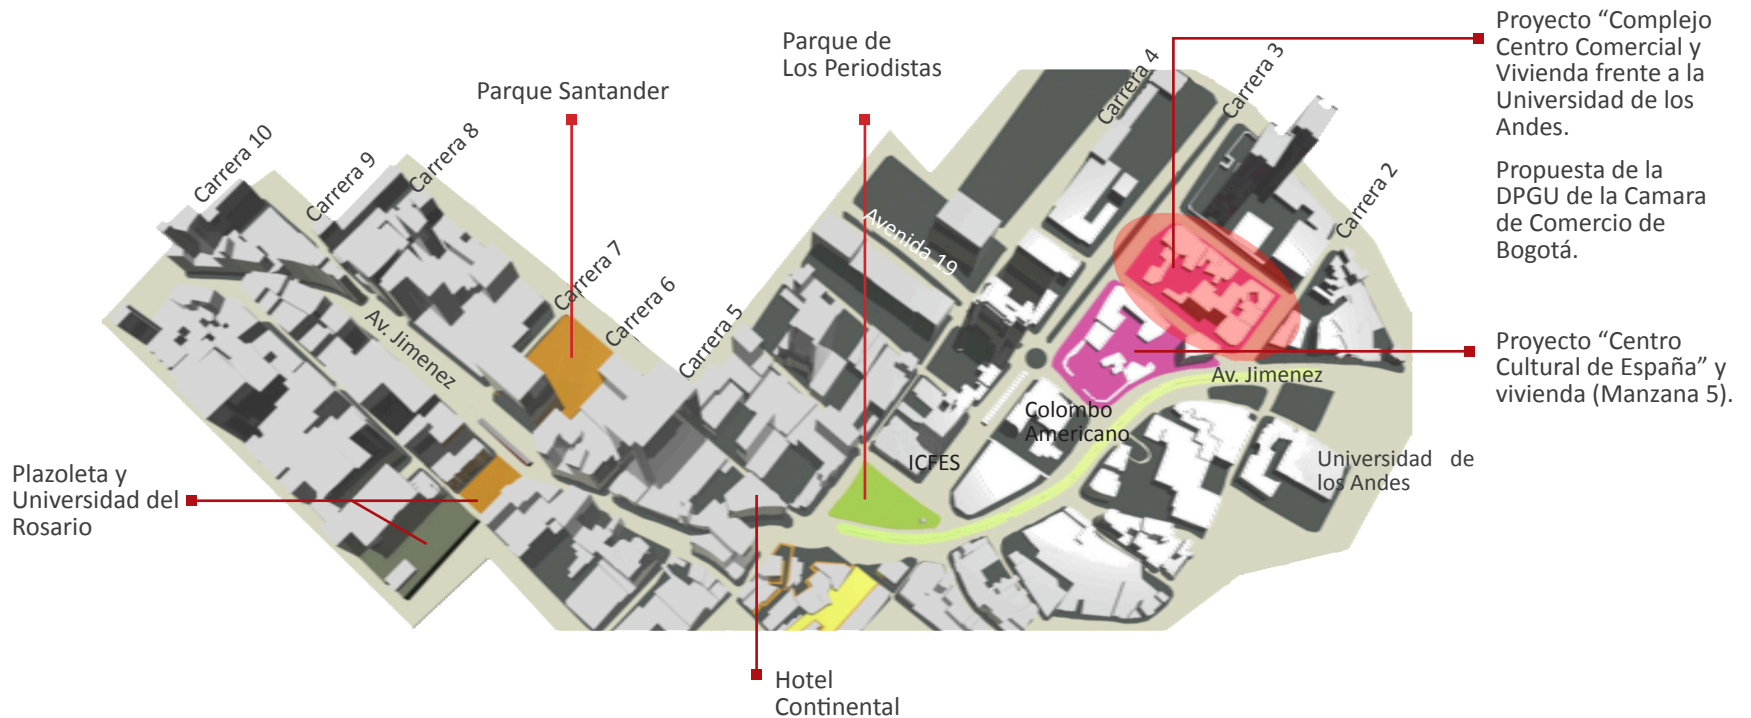 Carrera 10
Carrera 9
Carrera 8
Parque Santander
Carrera 7
Carrera 6
Carrera 5
Av. Jimenez
Parque de
Los Periodistas
Avenida 19
Carrera 4
Carrera 3
Carrera 2
Proyecto “Complejo
Centro Comercial y
Vivienda frente a la
Universidad de los
Andes.
Propuesta de la
DPGU de la Camara
de Comercio de
Bogotá.
Proyecto “Centro
Cultural de España” y
vivienda (Manzana 5).
Av. Jimenez
Colombo
Americano
ICFES
Universidad de
los Andes
Plazoleta y
Universidad del
Rosario
Hotel
Continental